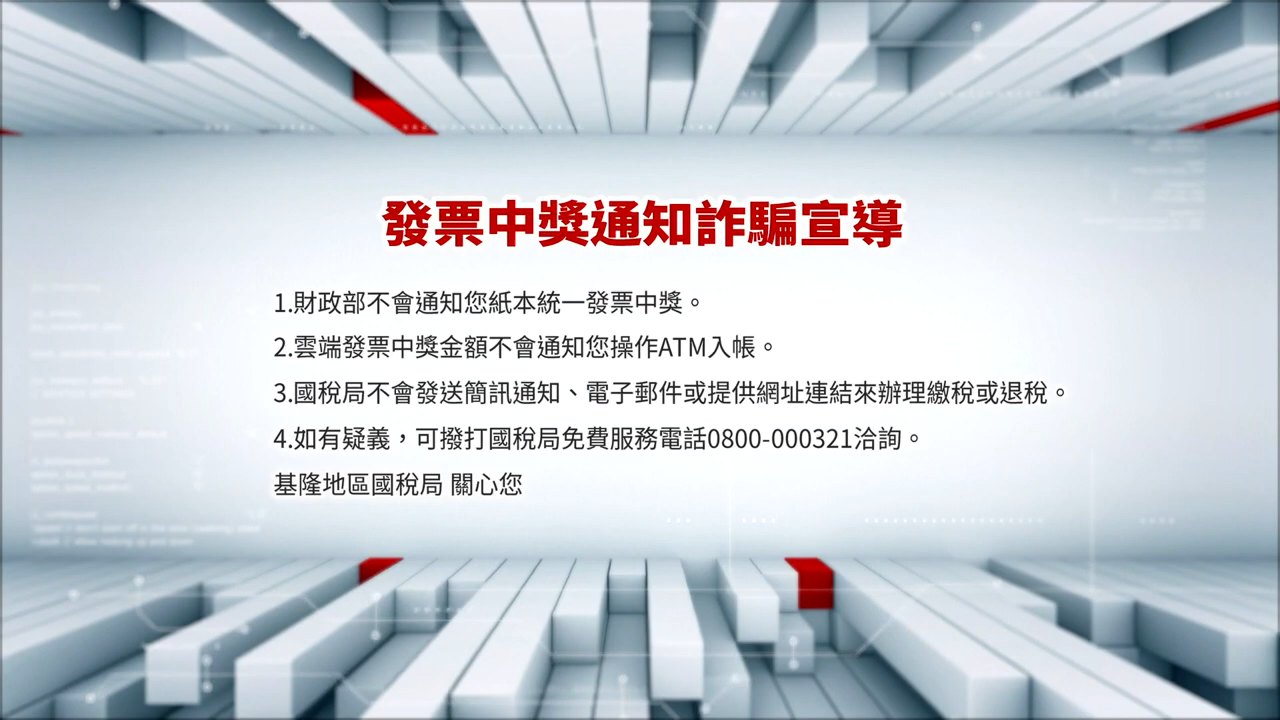 發票中獎通知詐騙宣導
1.財政部不會通知您紙本統一發票中獎。
2.雲端發票中獎金額不會通知您操作ATM入帳。
3.國稅局不會發送簡訊通知、電子郵件或提供網址連結來辦理繳稅或退稅。
4.如有疑義，可撥打國稅局免費服務電話0800-000321洽詢。
基隆地區國稅局 關心您